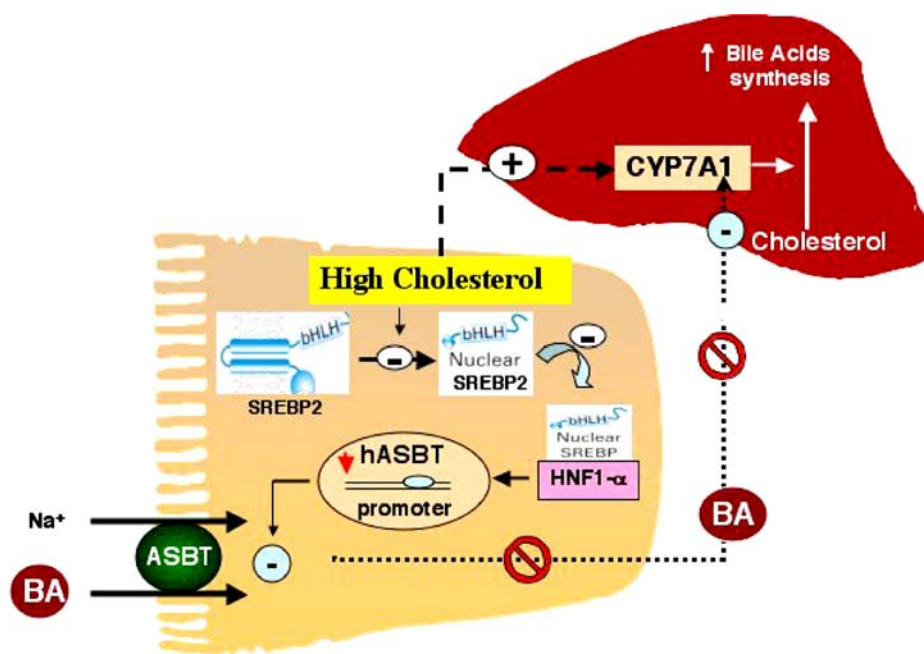 ↑ Bile Acids
synthesis
+
CYP7A1
-
Cholesterol
High Cholesterol
bHLH
SREBP2
-
bHLH
Nuclear
SREBP2
-
bHLH
Nuclear
SREBP
HNF1-α
hASBT
promoter
Na⁺
ASBT
BA
-
BA